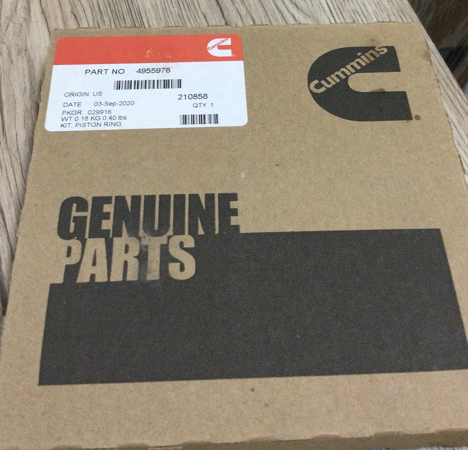 PART NO 4955976
ORIGIN US
210858
DATE 03-Sep-2020
QTY 1
PKGR 029916
WT 0.18 KG 0.40 lbs
KIT, PISTON RING
Cummins
GENUINE
PARTS